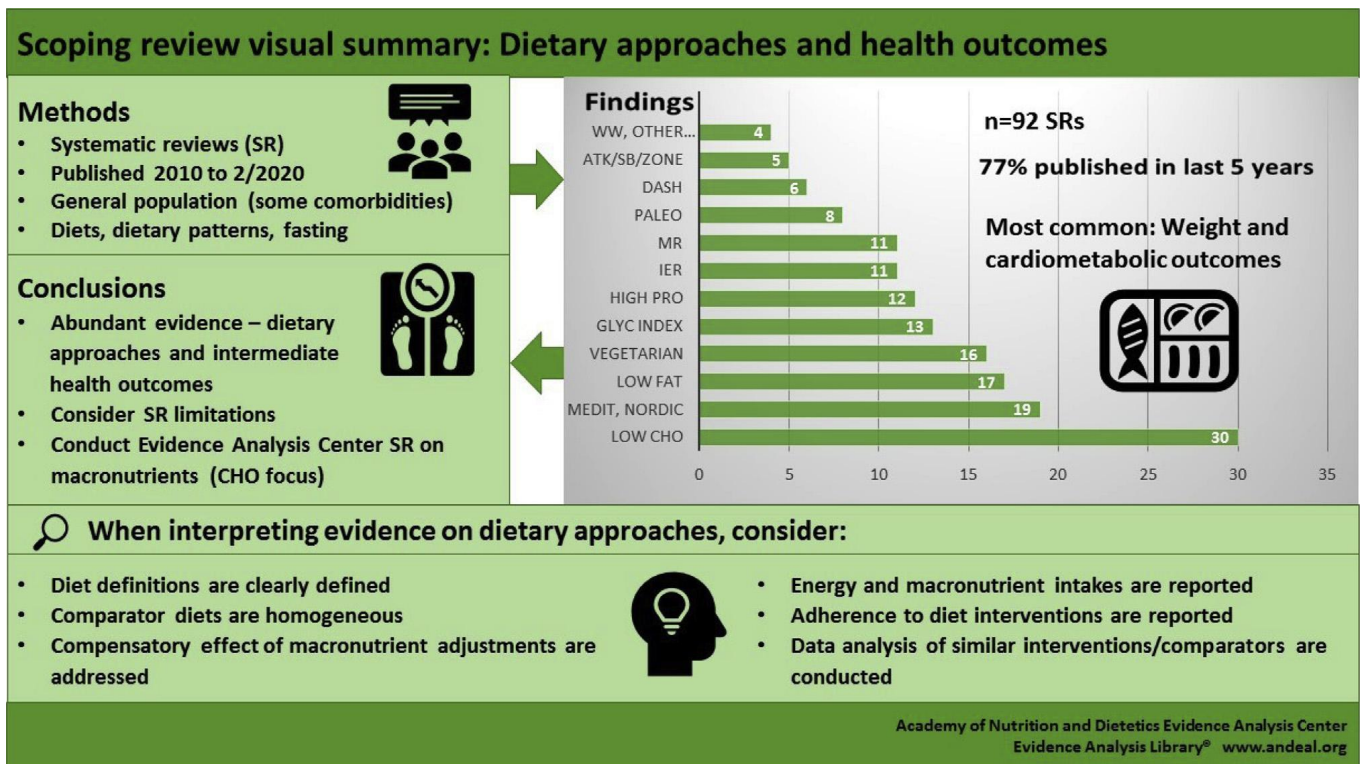 Scoping review visual summary: Dietary approaches and health outcomes
Methods
• Systematic reviews (SR)
• Published 2010 to 2/2020
• General population (some comorbidities)
• Diets, dietary patterns, fasting
Conclusions
• Abundant evidence – dietary
approaches and intermediate
health outcomes
• Consider SR limitations
• Conduct Evidence Analysis Center SR on
macronutrients (CHO focus)
Findings
WW, OTHER... 4
ATK/SB/ZONE 5
DASH 6
PALEO 8
MR 11
IER 11
HIGH PRO 12
GLYC INDEX 13
VEGETARIAN 16
LOW FAT 17
MEDIT, NORDIC 19
LOW CHO 30
0 5 10 15 20 25 30 35
n=92 SRs
77% published in last 5 years
Most common: Weight and
cardiometabolic outcomes
When interpreting evidence on dietary approaches, consider:
• Diet definitions are clearly defined
• Comparator diets are homogeneous
• Compensatory effect of macronutrient adjustments are
addressed
• Energy and macronutrient intakes are reported
• Adherence to diet interventions are reported
• Data analysis of similar interventions/comparators are
conducted
Academy of Nutrition and Dietetics Evidence Analysis Center
Evidence Analysis Library® www.andeal.org